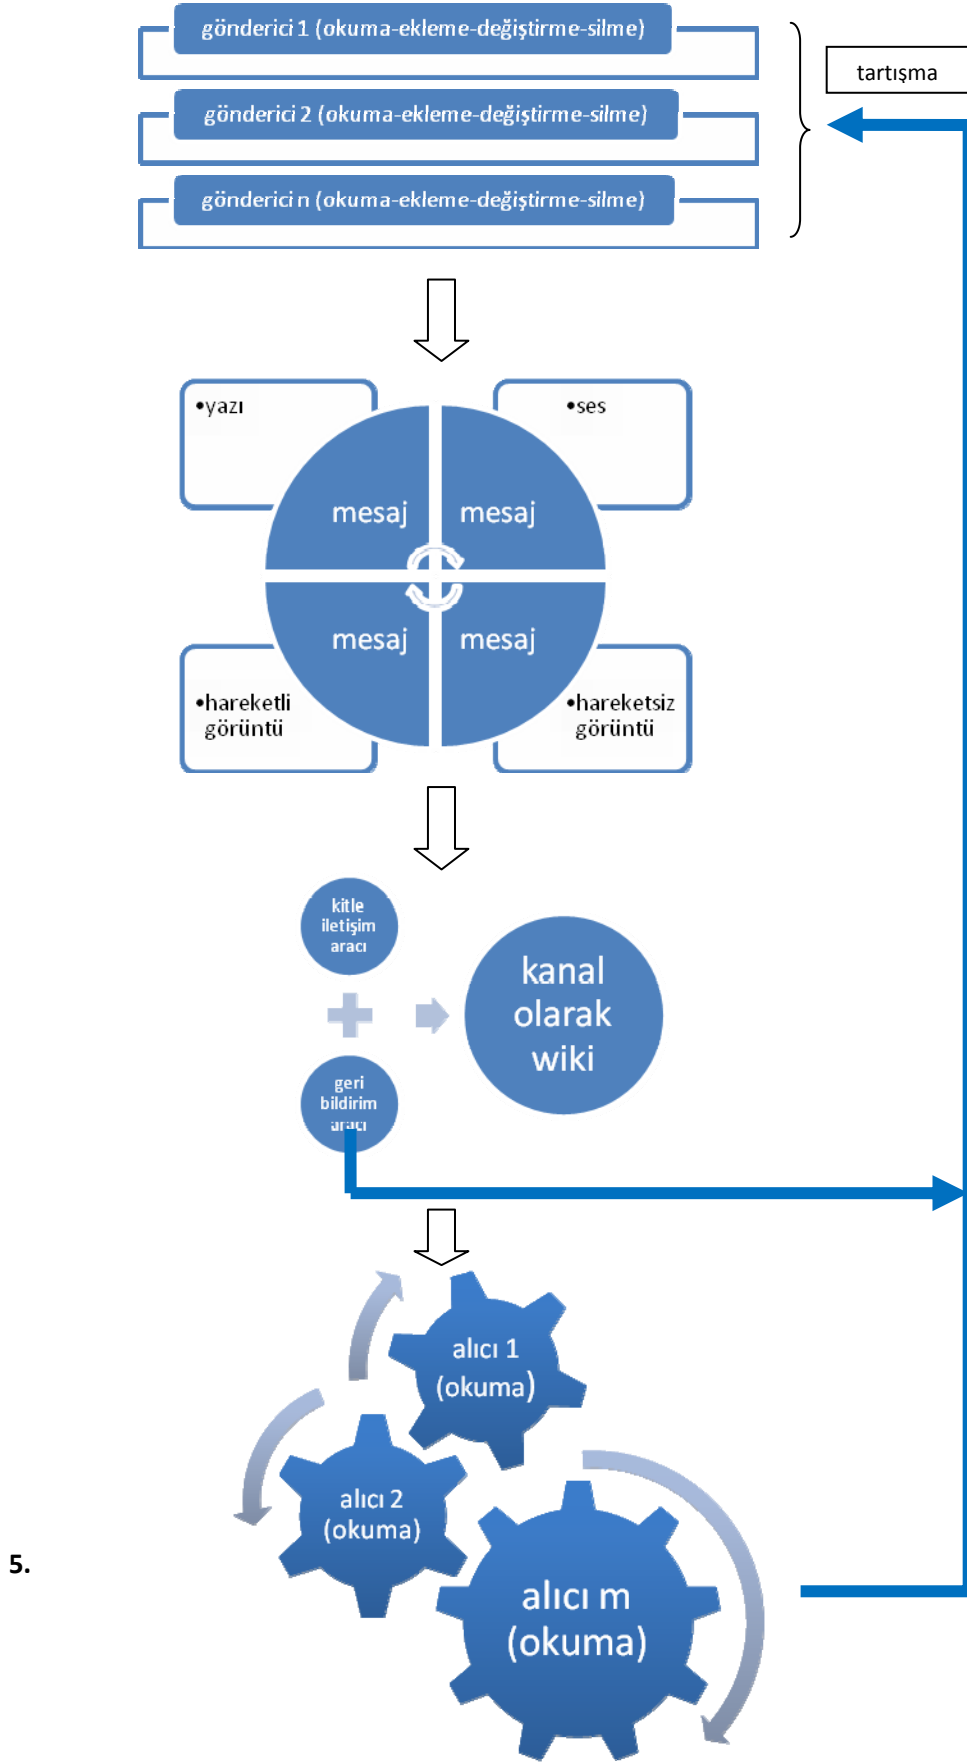 gönderici 1 (okuma-ekleme-değiştirme-silme)
tartışma
gönderici 2 (okuma-ekleme-değiştirme-silme)
gönderici n (okuma-ekleme-değiştirme-silme)
•yazı
•ses
mesaj
mesaj
mesaj
mesaj
•hareketli
görüntü
•hareketsiz
görüntü
kitle
iletişim
aracı
kanal
olarak
wiki
geri
bildirim
aracı
alıcı 1
(okuma)
alıcı 2
(okuma)
5.
alıcı m
(okuma)